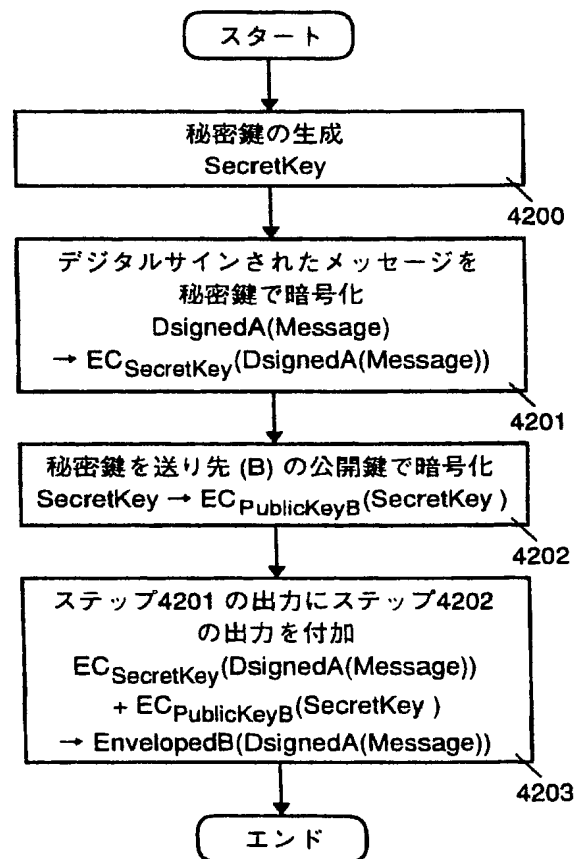 スタート
秘密鍵の生成
SecretKey
4200
デジタルサインされたメッセージを
秘密鍵で暗号化
DsignedA(Message)
→ ECSecretKey(DsignedA(Message))
4201
秘密鍵を送り先 (B) の公開鍵で暗号化
SecretKey → ECPublicKeyB(SecretKey )
4202
ステップ4201 の出力にステップ4202
の出力を付加
ECSecretKey(DsignedA(Message))
+ ECPublicKeyB(SecretKey )
→ EnvelopedB(DsignedA(Message))
4203
エンド